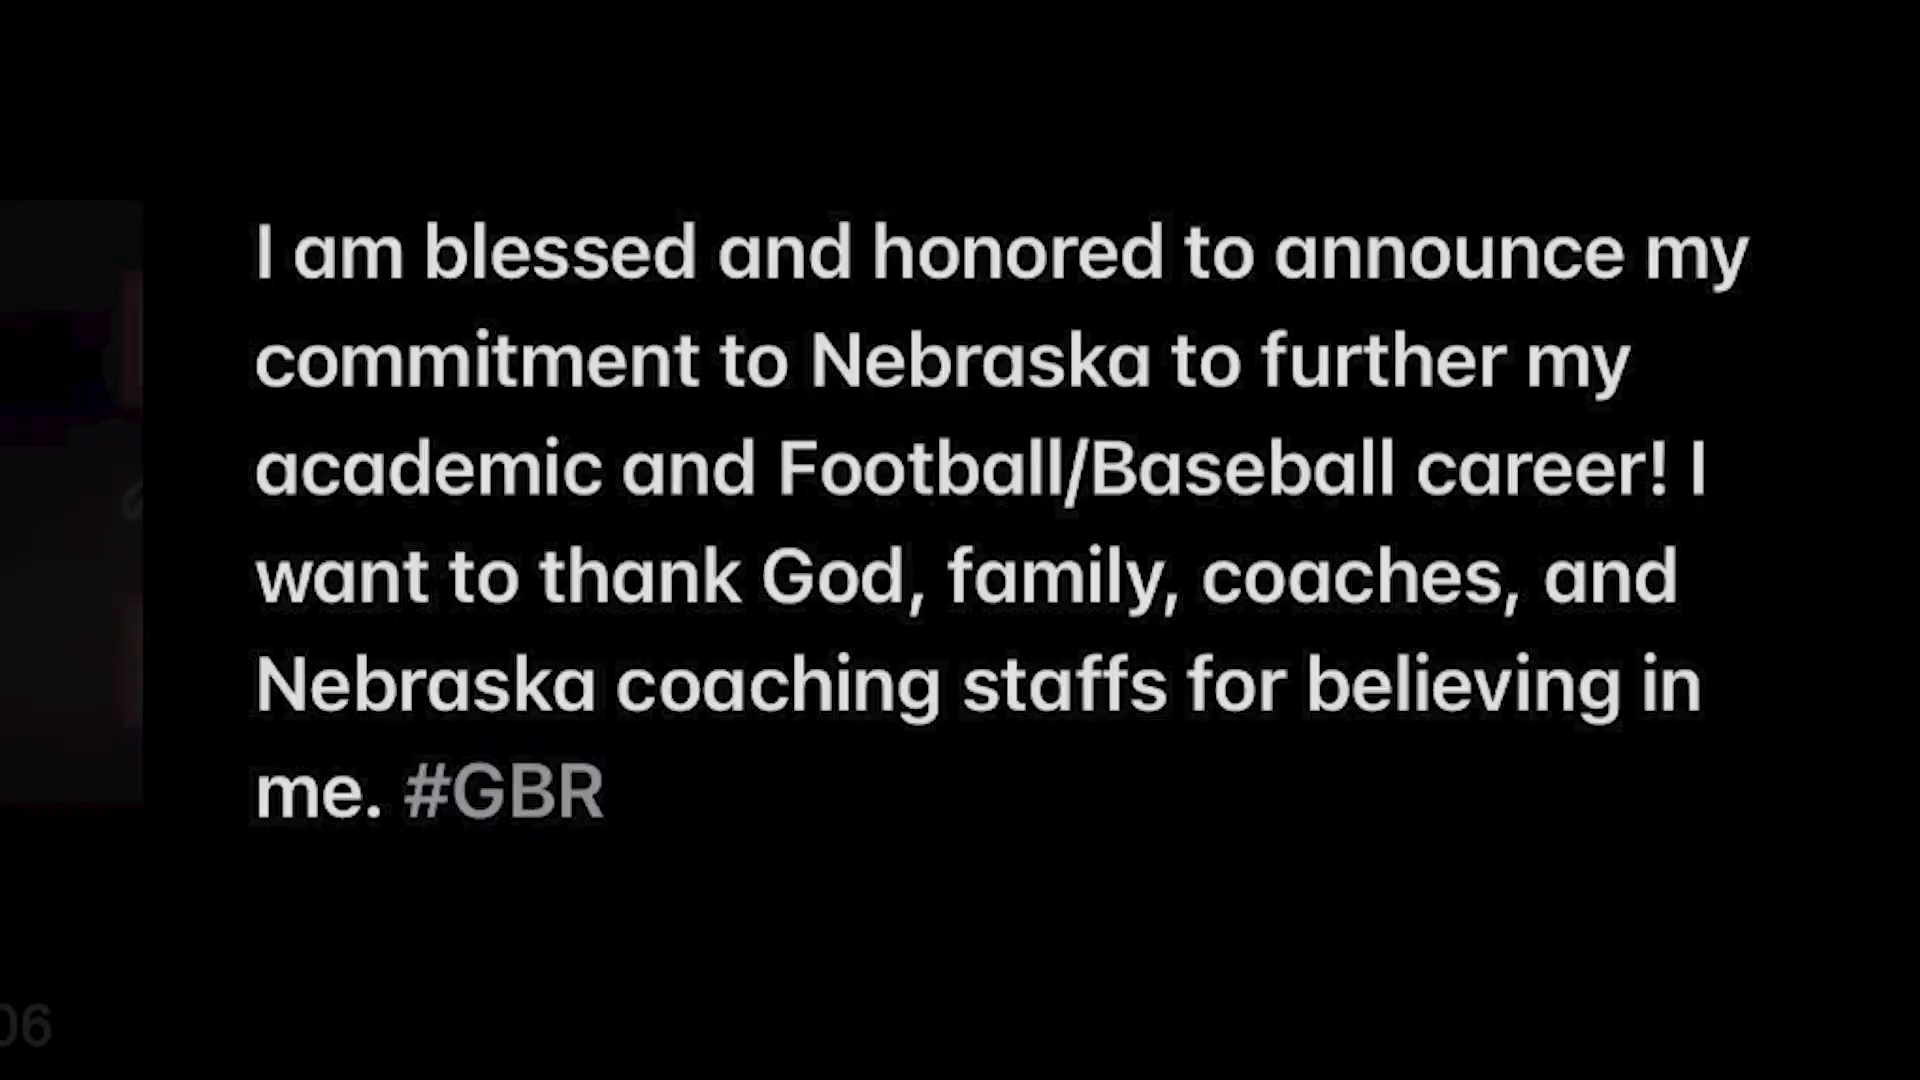 I am blessed and honored to announce my
commitment to Nebraska to further my
academic and Football/Baseball career! I
want to thank God, family, coaches, and
Nebraska coaching staffs for believing in
me. #GBR
06